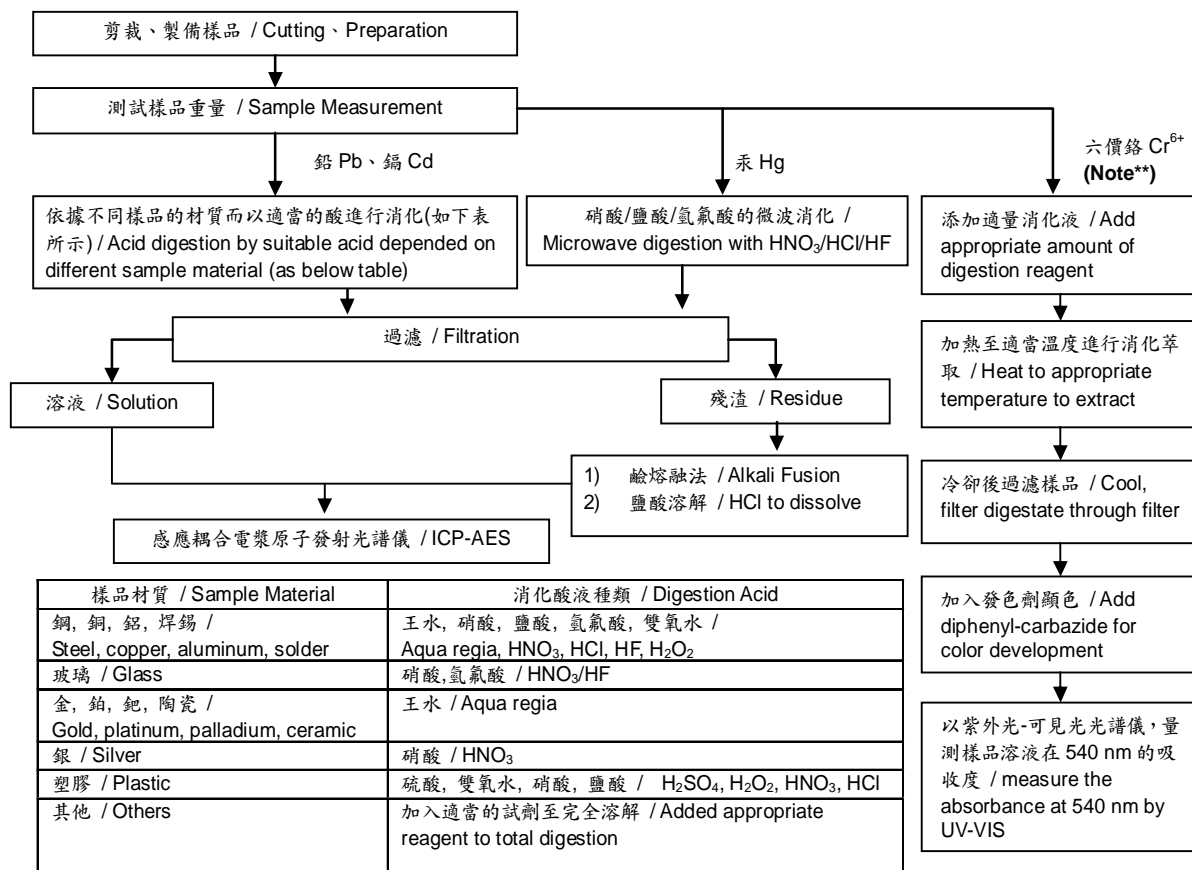 剪裁、製備樣品 / Cutting、Preparation
測試樣品重量 / Sample Measurement
鉛 Pb、鎘 Cd
汞 Hg
六價鉻 Cr⁶⁺
(Note**)
依據不同樣品的材質而以適當的酸進行消化(如下表
所示) / Acid digestion by suitable acid depended on
different sample material (as below table)
硝酸/鹽酸/氫氟酸的微波消化 /
Microwave digestion with HNO₃/HCl/HF
添加適量消化液 / Add
appropriate amount of
digestion reagent
過濾 / Filtration
加熱至適當溫度進行消化萃
取 / Heat to appropriate
temperature to extract
溶液 / Solution
殘渣 / Residue
1) 鹼熔融法 / Alkali Fusion
2) 鹽酸溶解 / HCl to dissolve
冷卻後過濾樣品 / Cool,
filter digestate through filter
感應耦合電漿原子發射光譜儀 / ICP-AES
加入發色劑顯色 / Add
diphenyl-carbazide for
color development
以紫外光-可見光光譜儀，量
測樣品溶液在 540 nm 的吸
收度 / measure the
absorbance at 540 nm by
UV-VIS
樣品材質 / Sample Material
消化酸液種類 / Digestion Acid
鋼, 銅, 鋁, 焊錫 /
Steel, copper, aluminum, solder
王水, 硝酸, 鹽酸, 氫氟酸, 雙氧水 /
Aqua regia, HNO₃, HCl, HF, H₂O₂
玻璃 / Glass
硝酸,氫氟酸 / HNO₃/HF
金, 鉑, 鈀, 陶瓷 /
Gold, platinum, palladium, ceramic
王水 / Aqua regia
銀 / Silver
硝酸 / HNO₃
塑膠 / Plastic
硫酸, 雙氧水, 硝酸, 鹽酸 / H₂SO₄, H₂O₂, HNO₃, HCl
其他 / Others
加入適當的試劑至完全溶解 / Added appropriate
reagent to total digestion